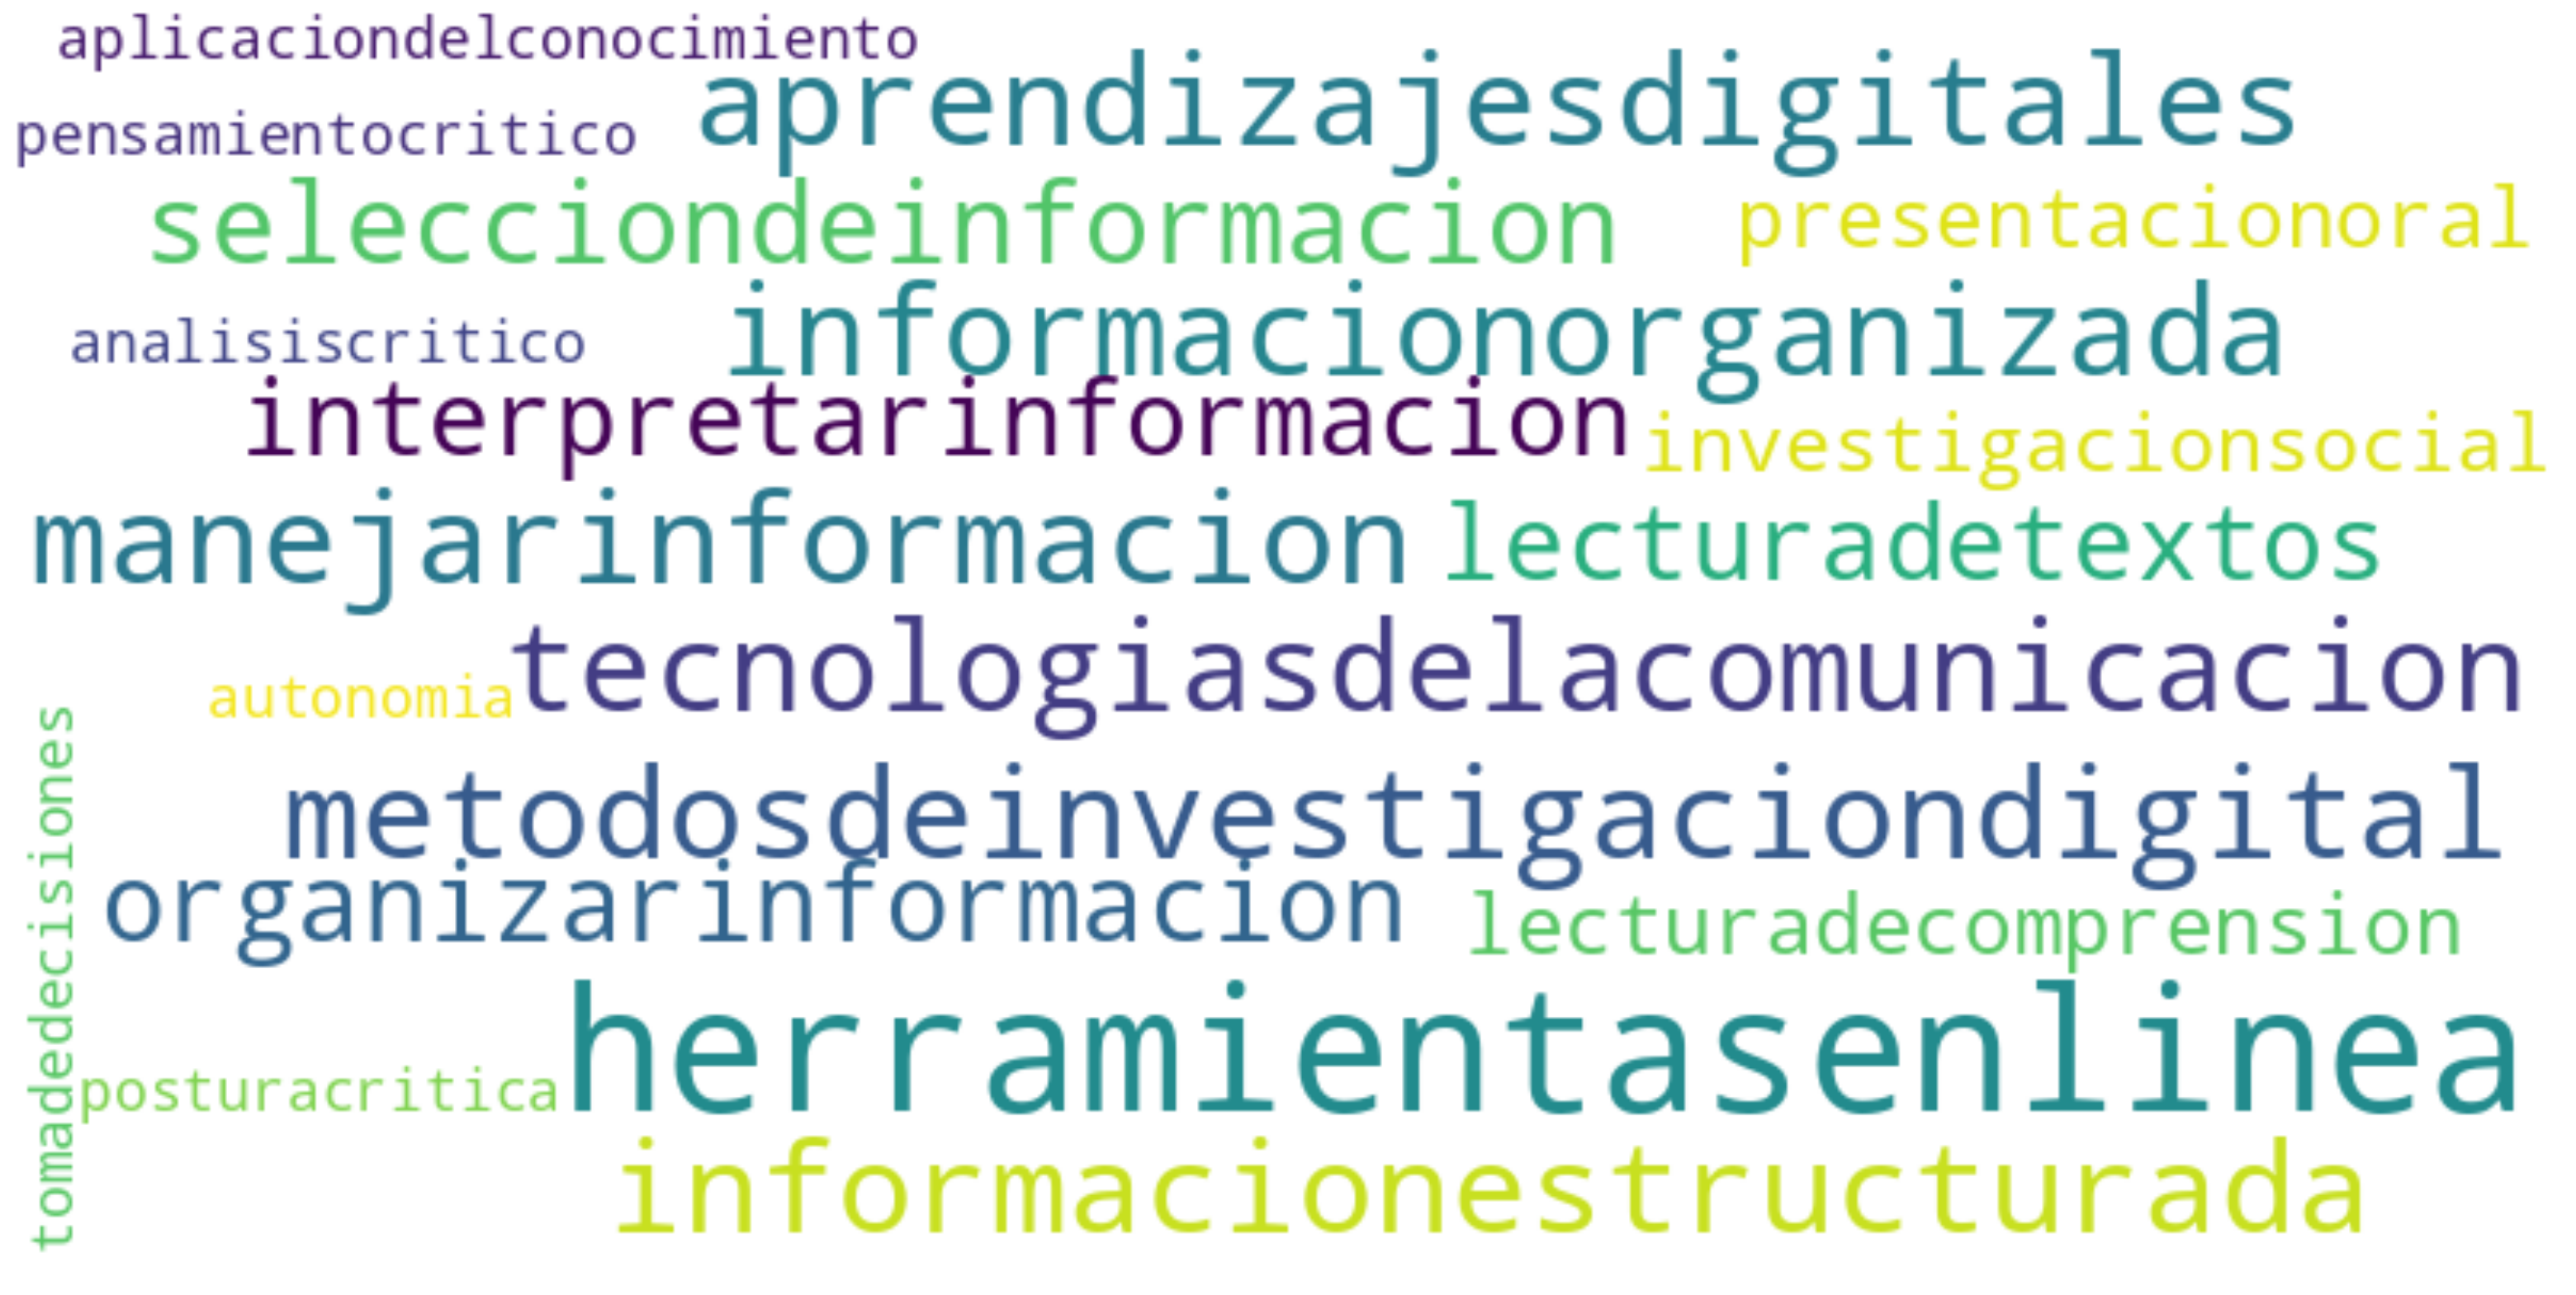 aplicaciondelconocimiento
aprendizajesdigitales
pensamientocritico
selecciondeinformacion
presentacionoral
informacionorganizada
analisiscritico
interpretarinformacion
investigacionsocial
manejarinformacion
lecturadetextos
tecnologiasdelacomunicacion
autonomia
metodosdeinvestigaciondigital
organizarinformacion
lecturadecomprension
tomadedecisiones
herramientasenlinea
posturacritica
informacionestructurada